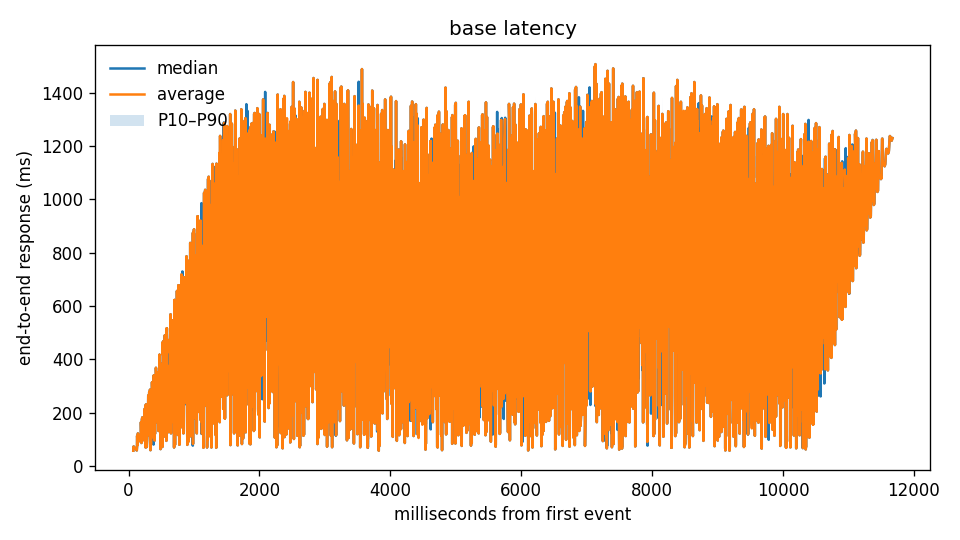 base latency
median
average
P10–P90
end-to-end response (ms)
1400
1200
1000
800
600
400
200
0
0 2000 4000 6000 8000 10000 12000
milliseconds from first event